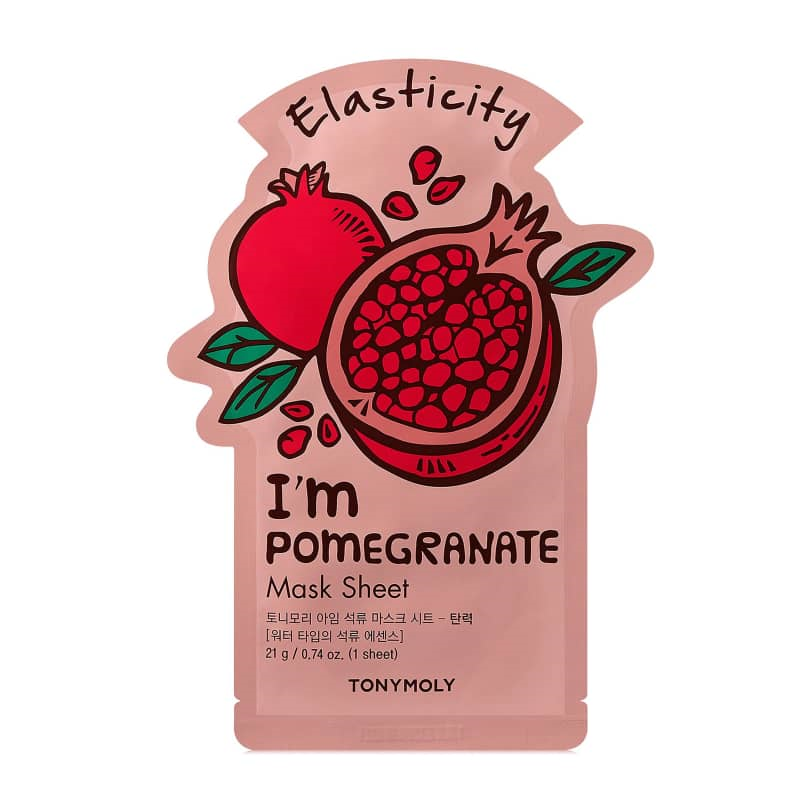 Elasticity
I'm
POMEGRANATE
Mask Sheet
토니모리 아임 석류 마스크 시트 – 탄력
[워터 타입의 석류 에센스]
21 g / 0.74 oz. (1 sheet)
TONYMOLY